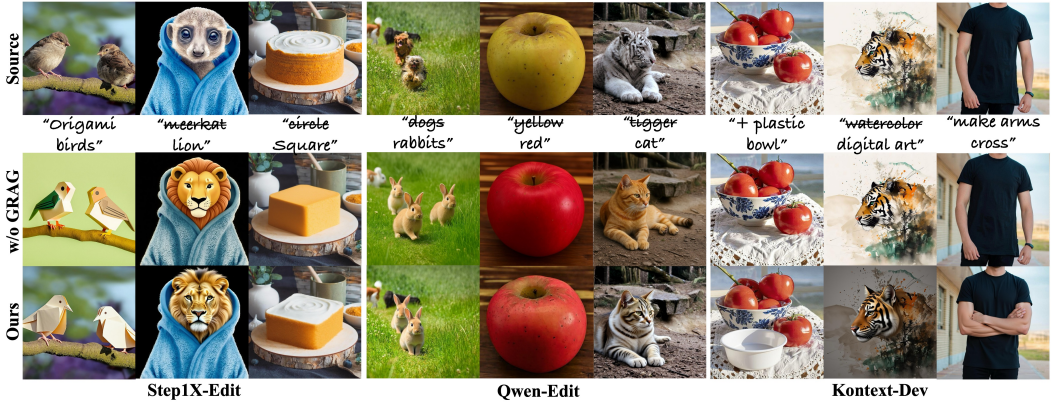 Source
“Origami birds”
“meerkat lion”
“circle Square”
“dogs rabbits”
“yellow red”
“tigger cat”
“+ plastic bowl”
“watercolor digital art”
“make arms cross”
w/o GRAG
Ours
Step1X-Edit
Qwen-Edit
Kontext-Dev